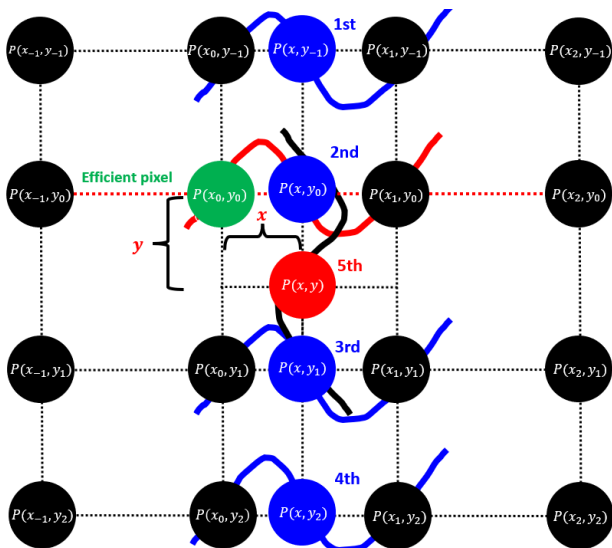 1st
P(x₋₁, y₋₁) P(x₀, y₋₁) P(x, y₋₁) P(x₁, y₋₁) P(x₂, y₋₁)
2nd
Efficient pixel
P(x₋₁, y₀) P(x₀, y₀) P(x, y₀) P(x₁, y₀) P(x₂, y₀)
x
y
5th
P(x, y)
3rd
P(x₋₁, y₁) P(x₀, y₁) P(x, y₁) P(x₁, y₁) P(x₂, y₁)
4th
P(x₋₁, y₂) P(x₀, y₂) P(x, y₂) P(x₁, y₂) P(x₂, y₂)